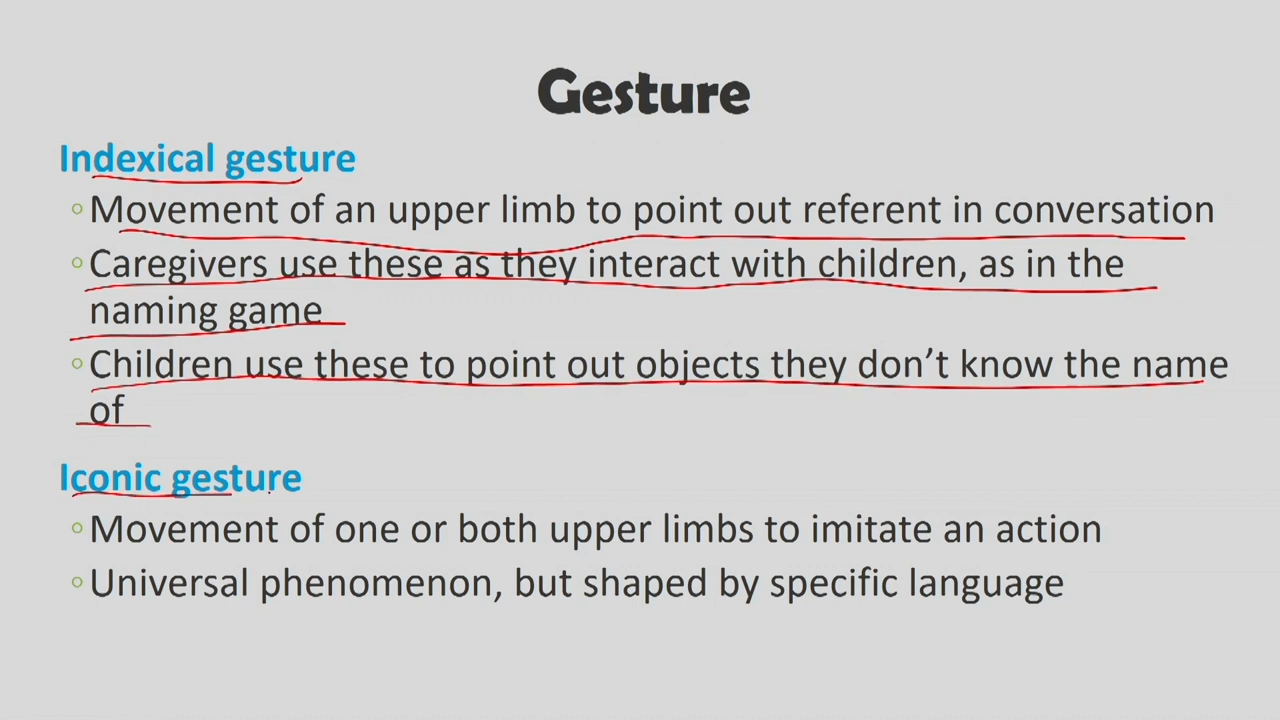 Gesture
Indexical gesture
◦Movement of an upper limb to point out referent in conversation
◦Caregivers use these as they interact with children, as in the
naming game
◦Children use these to point out objects they don’t know the name
of
Iconic gesture
◦Movement of one or both upper limbs to imitate an action
◦Universal phenomenon, but shaped by specific language